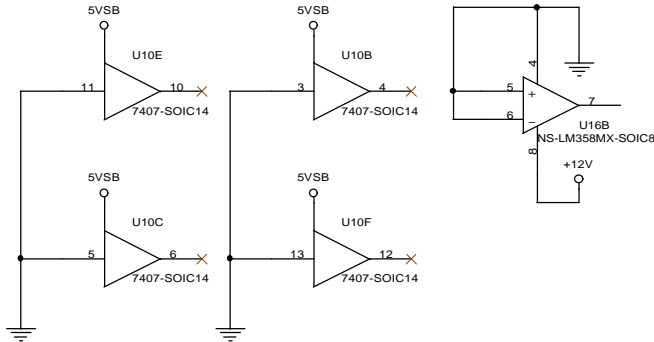 5VSB
U10E
11
10
7407-SOIC14
5VSB
U10B
3
4
7407-SOIC14
4
5
+
6
−
7
U16B
NS-LM358MX-SOIC8
8
+12V
5VSB
U10C
5
6
7407-SOIC14
5VSB
U10F
13
12
7407-SOIC14